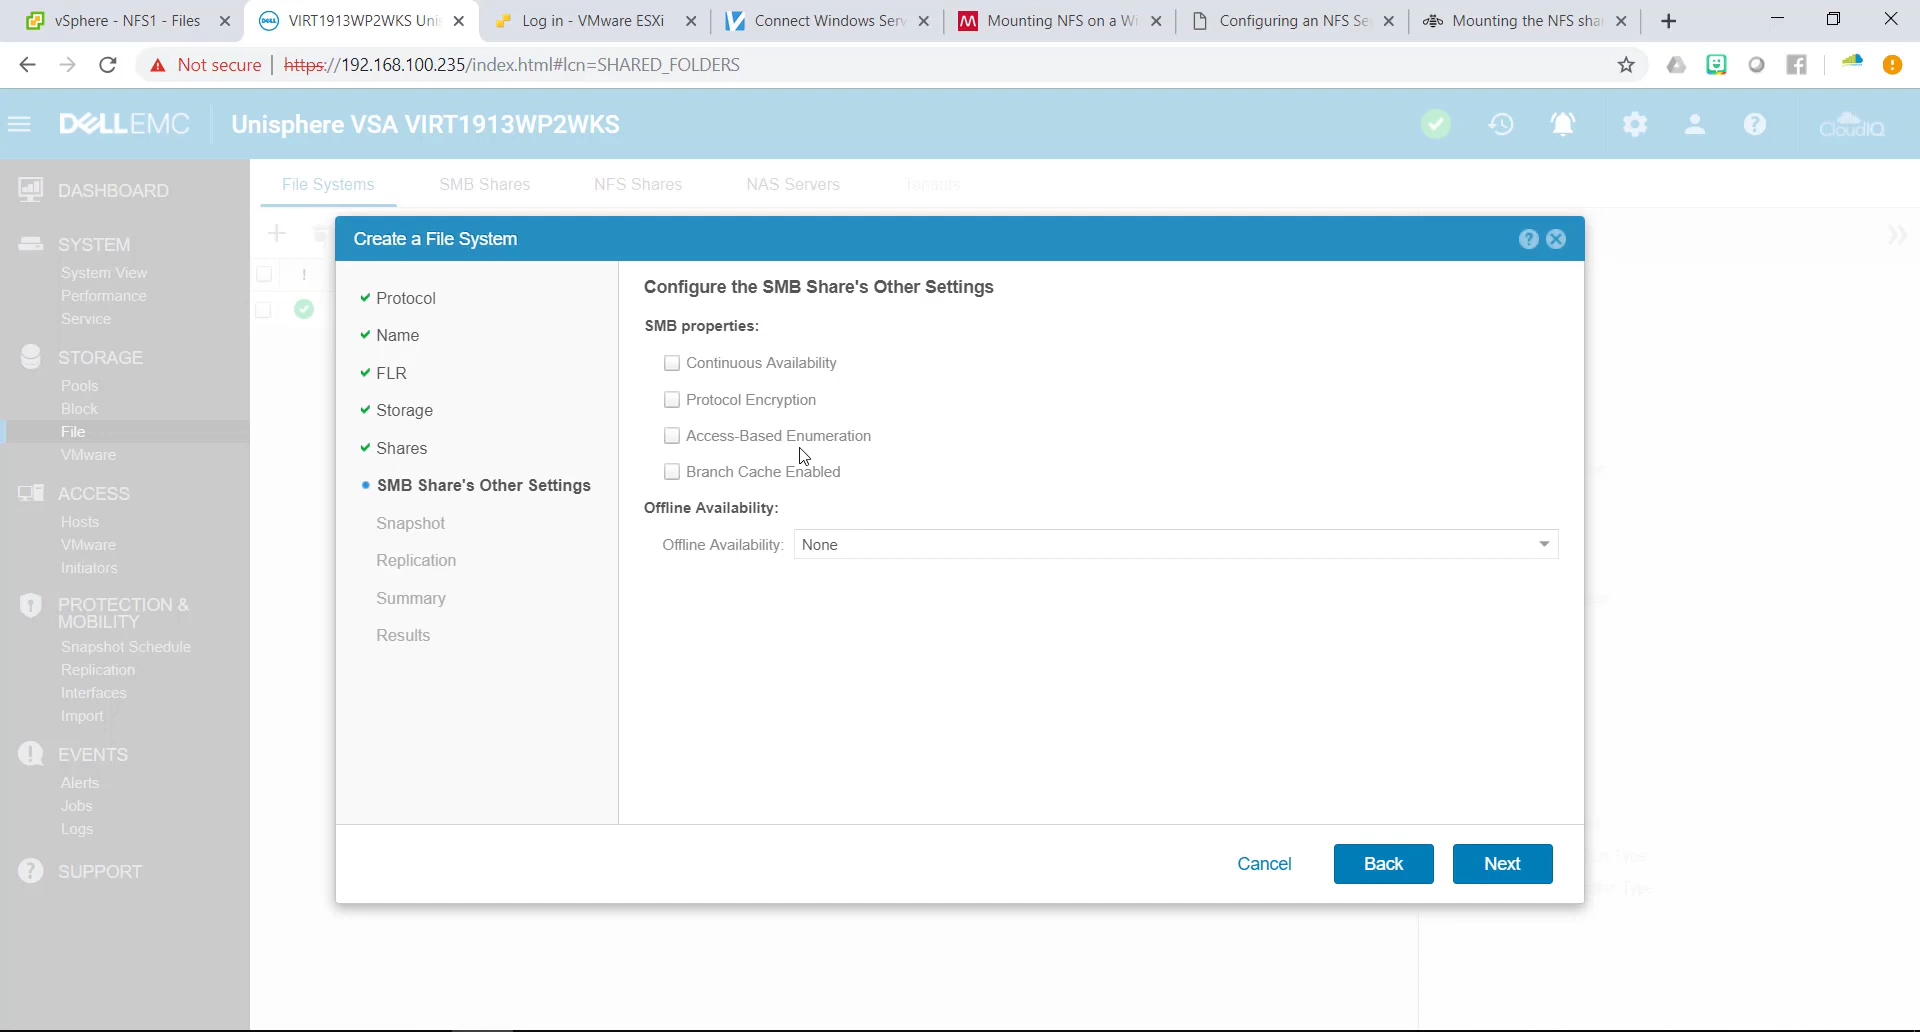 vSphere - NFS1 - Files
VIRT1913WP2WKS Unis
Log in - VMware ESXi
Connect Windows Serv
Mounting NFS on a Wi
Configuring an NFS Se
Mounting the NFS shar
Not secure
https://192.168.100.235/index.html#lcn=SHARED_FOLDERS
DELLEMC
Unisphere VSA VIRT1913WP2WKS
CloudIQ
DASHBOARD
SYSTEM
System View
Performance
Service
STORAGE
Pools
Block
File
VMware
ACCESS
Hosts
VMware
Initiators
PROTECTION &
MOBILITY
Snapshot Schedule
Replication
Interfaces
Import
EVENTS
Alerts
Jobs
Logs
SUPPORT
File Systems
SMB Shares
NFS Shares
NAS Servers
Tenants
!
Create a File System
Protocol
Name
FLR
Storage
Shares
SMB Share's Other Settings
Snapshot
Replication
Summary
Results
Configure the SMB Share's Other Settings
SMB properties:
Continuous Availability
Protocol Encryption
Access-Based Enumeration
Branch Cache Enabled
Offline Availability:
Offline Availability: None
Cancel
Back
Next
Type
Type